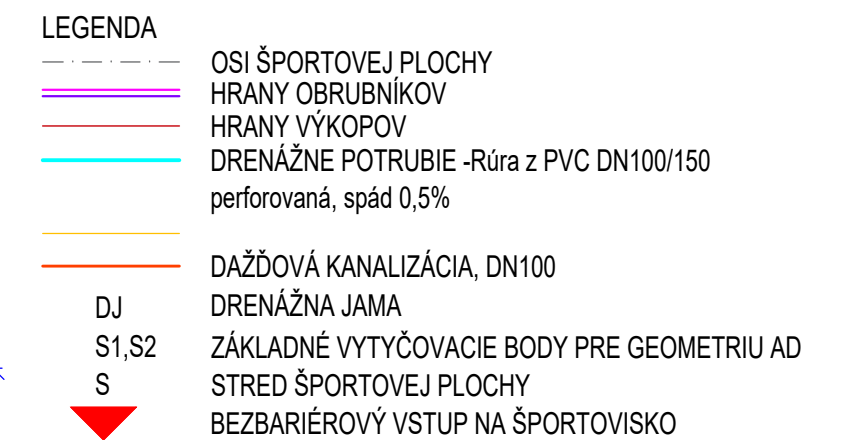 LEGENDA
OSI ŠPORTOVEJ PLOCHY
HRANY OBRUBNÍKOV
HRANY VÝKOPOV
DRENÁŽNE POTRUBIE -Rúra z PVC DN100/150
perforovaná, spád 0,5%
DAŽĎOVÁ KANALIZÁCIA, DN100
DJ DRENÁŽNA JAMA
S1,S2 ZÁKLADNÉ VYTYČOVACIE BODY PRE GEOMETRIU AD
S STRED ŠPORTOVEJ PLOCHY
BEZBARIÉROVÝ VSTUP NA ŠPORTOVISKO